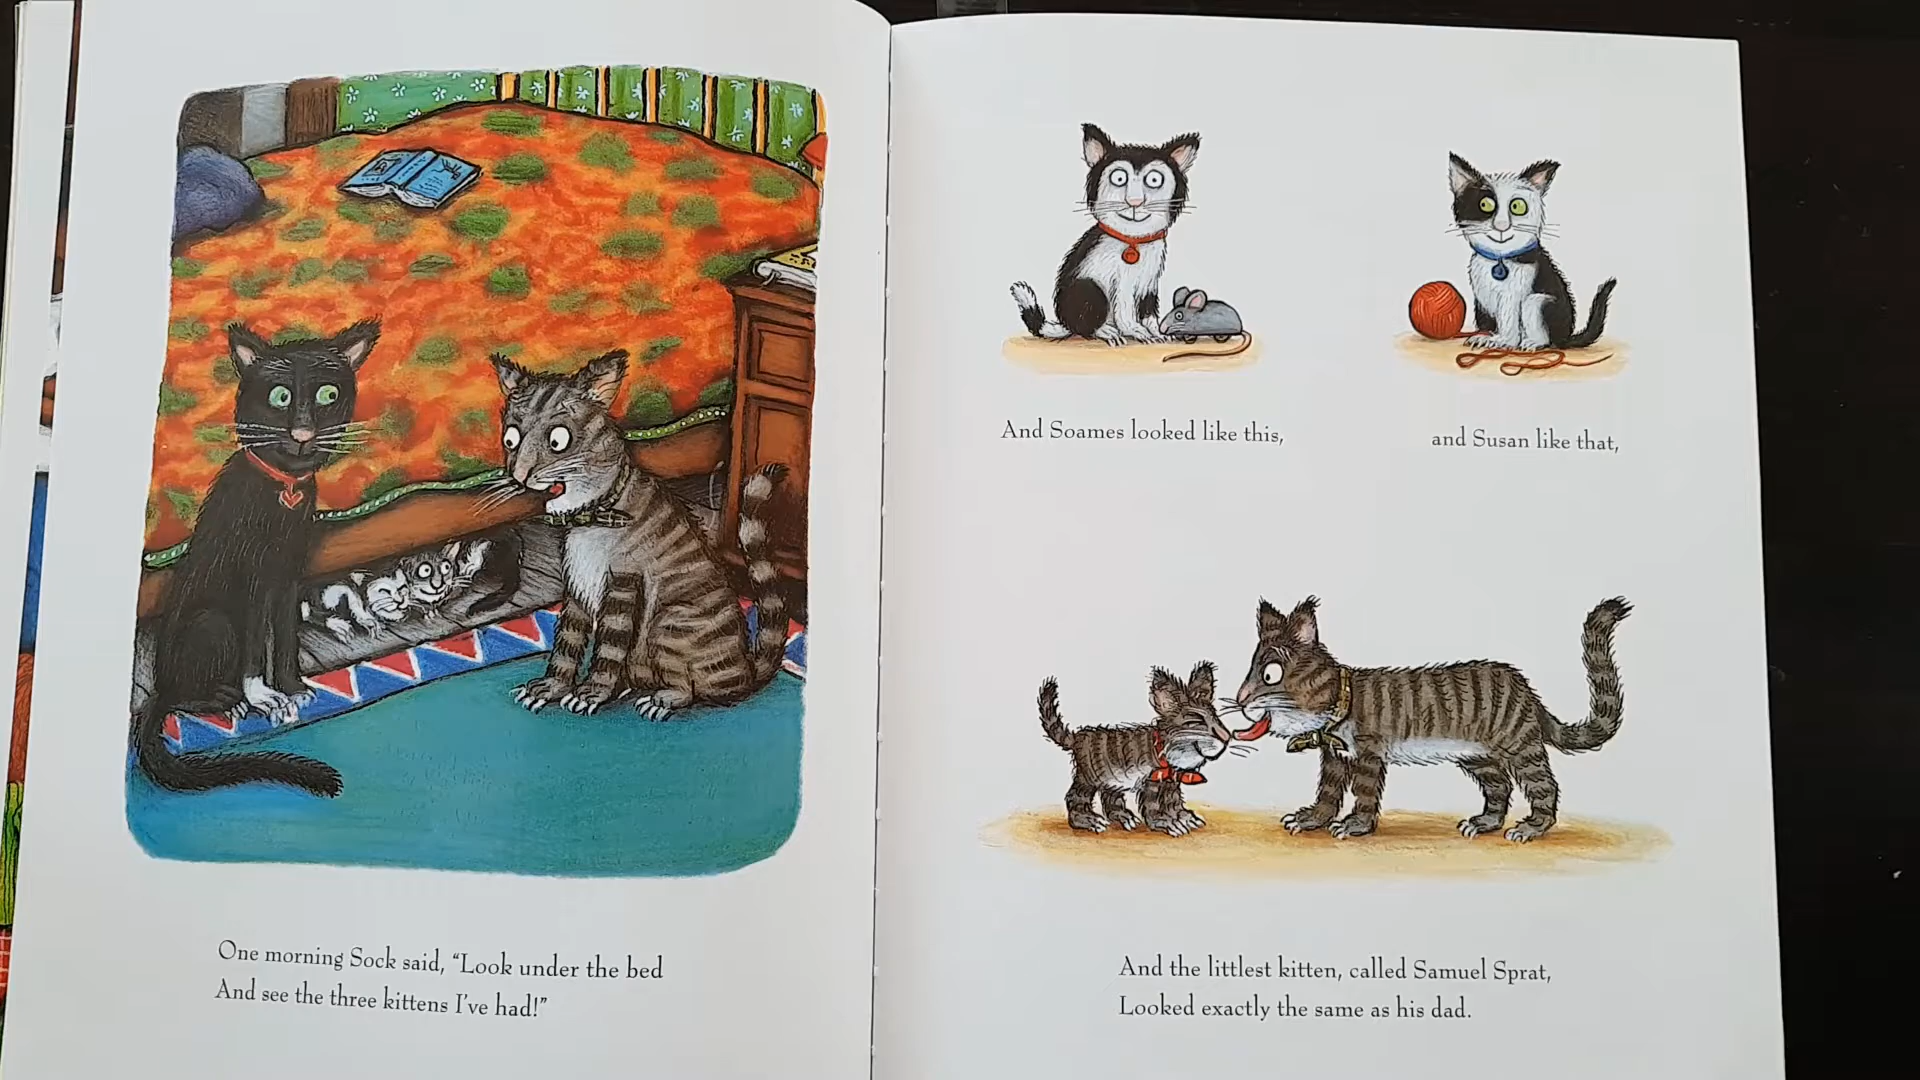 One morning Sock said, “Look under the bed
And see the three kittens I’ve had!”
And Soames looked like this,
and Susan like that,
And the littlest kitten, called Samuel Sprat,
Looked exactly the same as his dad.